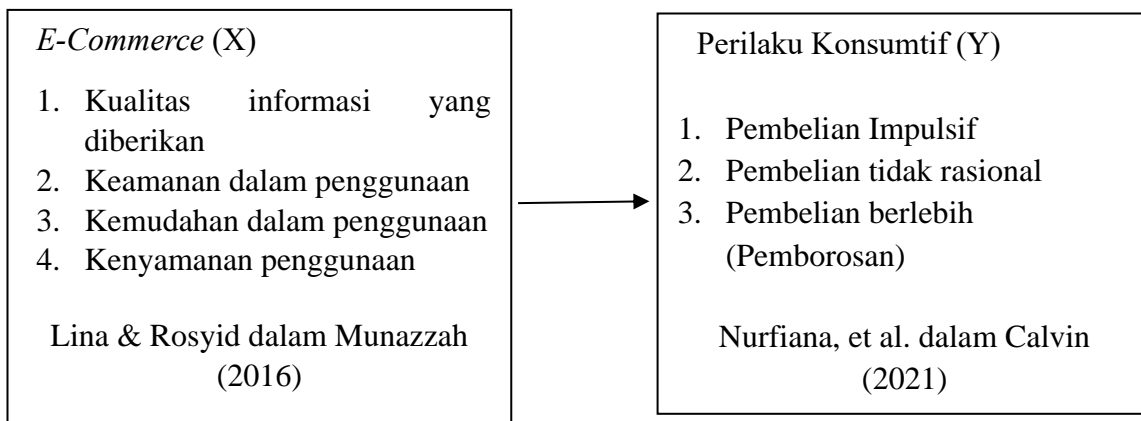 E-Commerce (X)
1. Kualitas informasi yang
diberikan
2. Keamanan dalam penggunaan
3. Kemudahan dalam penggunaan
4. Kenyamanan penggunaan
Lina & Rosyid dalam Munazzah
(2016)
Perilaku Konsumtif (Y)
1. Pembelian Impulsif
2. Pembelian tidak rasional
3. Pembelian berlebih
(Pemborosan)
Nurfiana, et al. dalam Calvin
(2021)